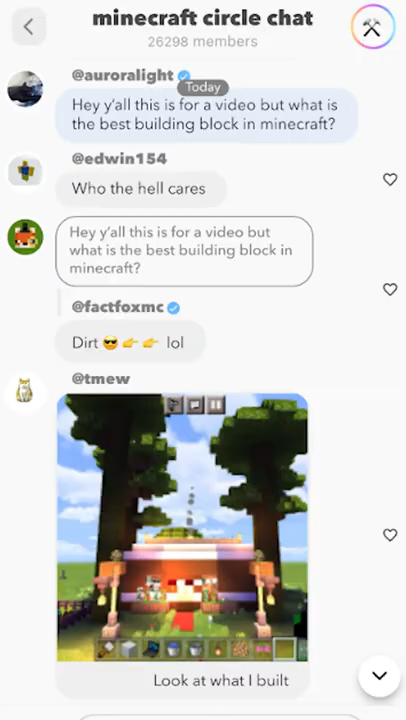 minecraft circle chat
26298 members
@auroralight
Today
Hey y'all this is for a video but what is
the best building block in minecraft?
@edwin154
Who the hell cares
Hey y'all this is for a video but
what is the best building block in
minecraft?
@factfoxmc
Dirt 😎 👉 👉 lol
@tmew
Look at what I built